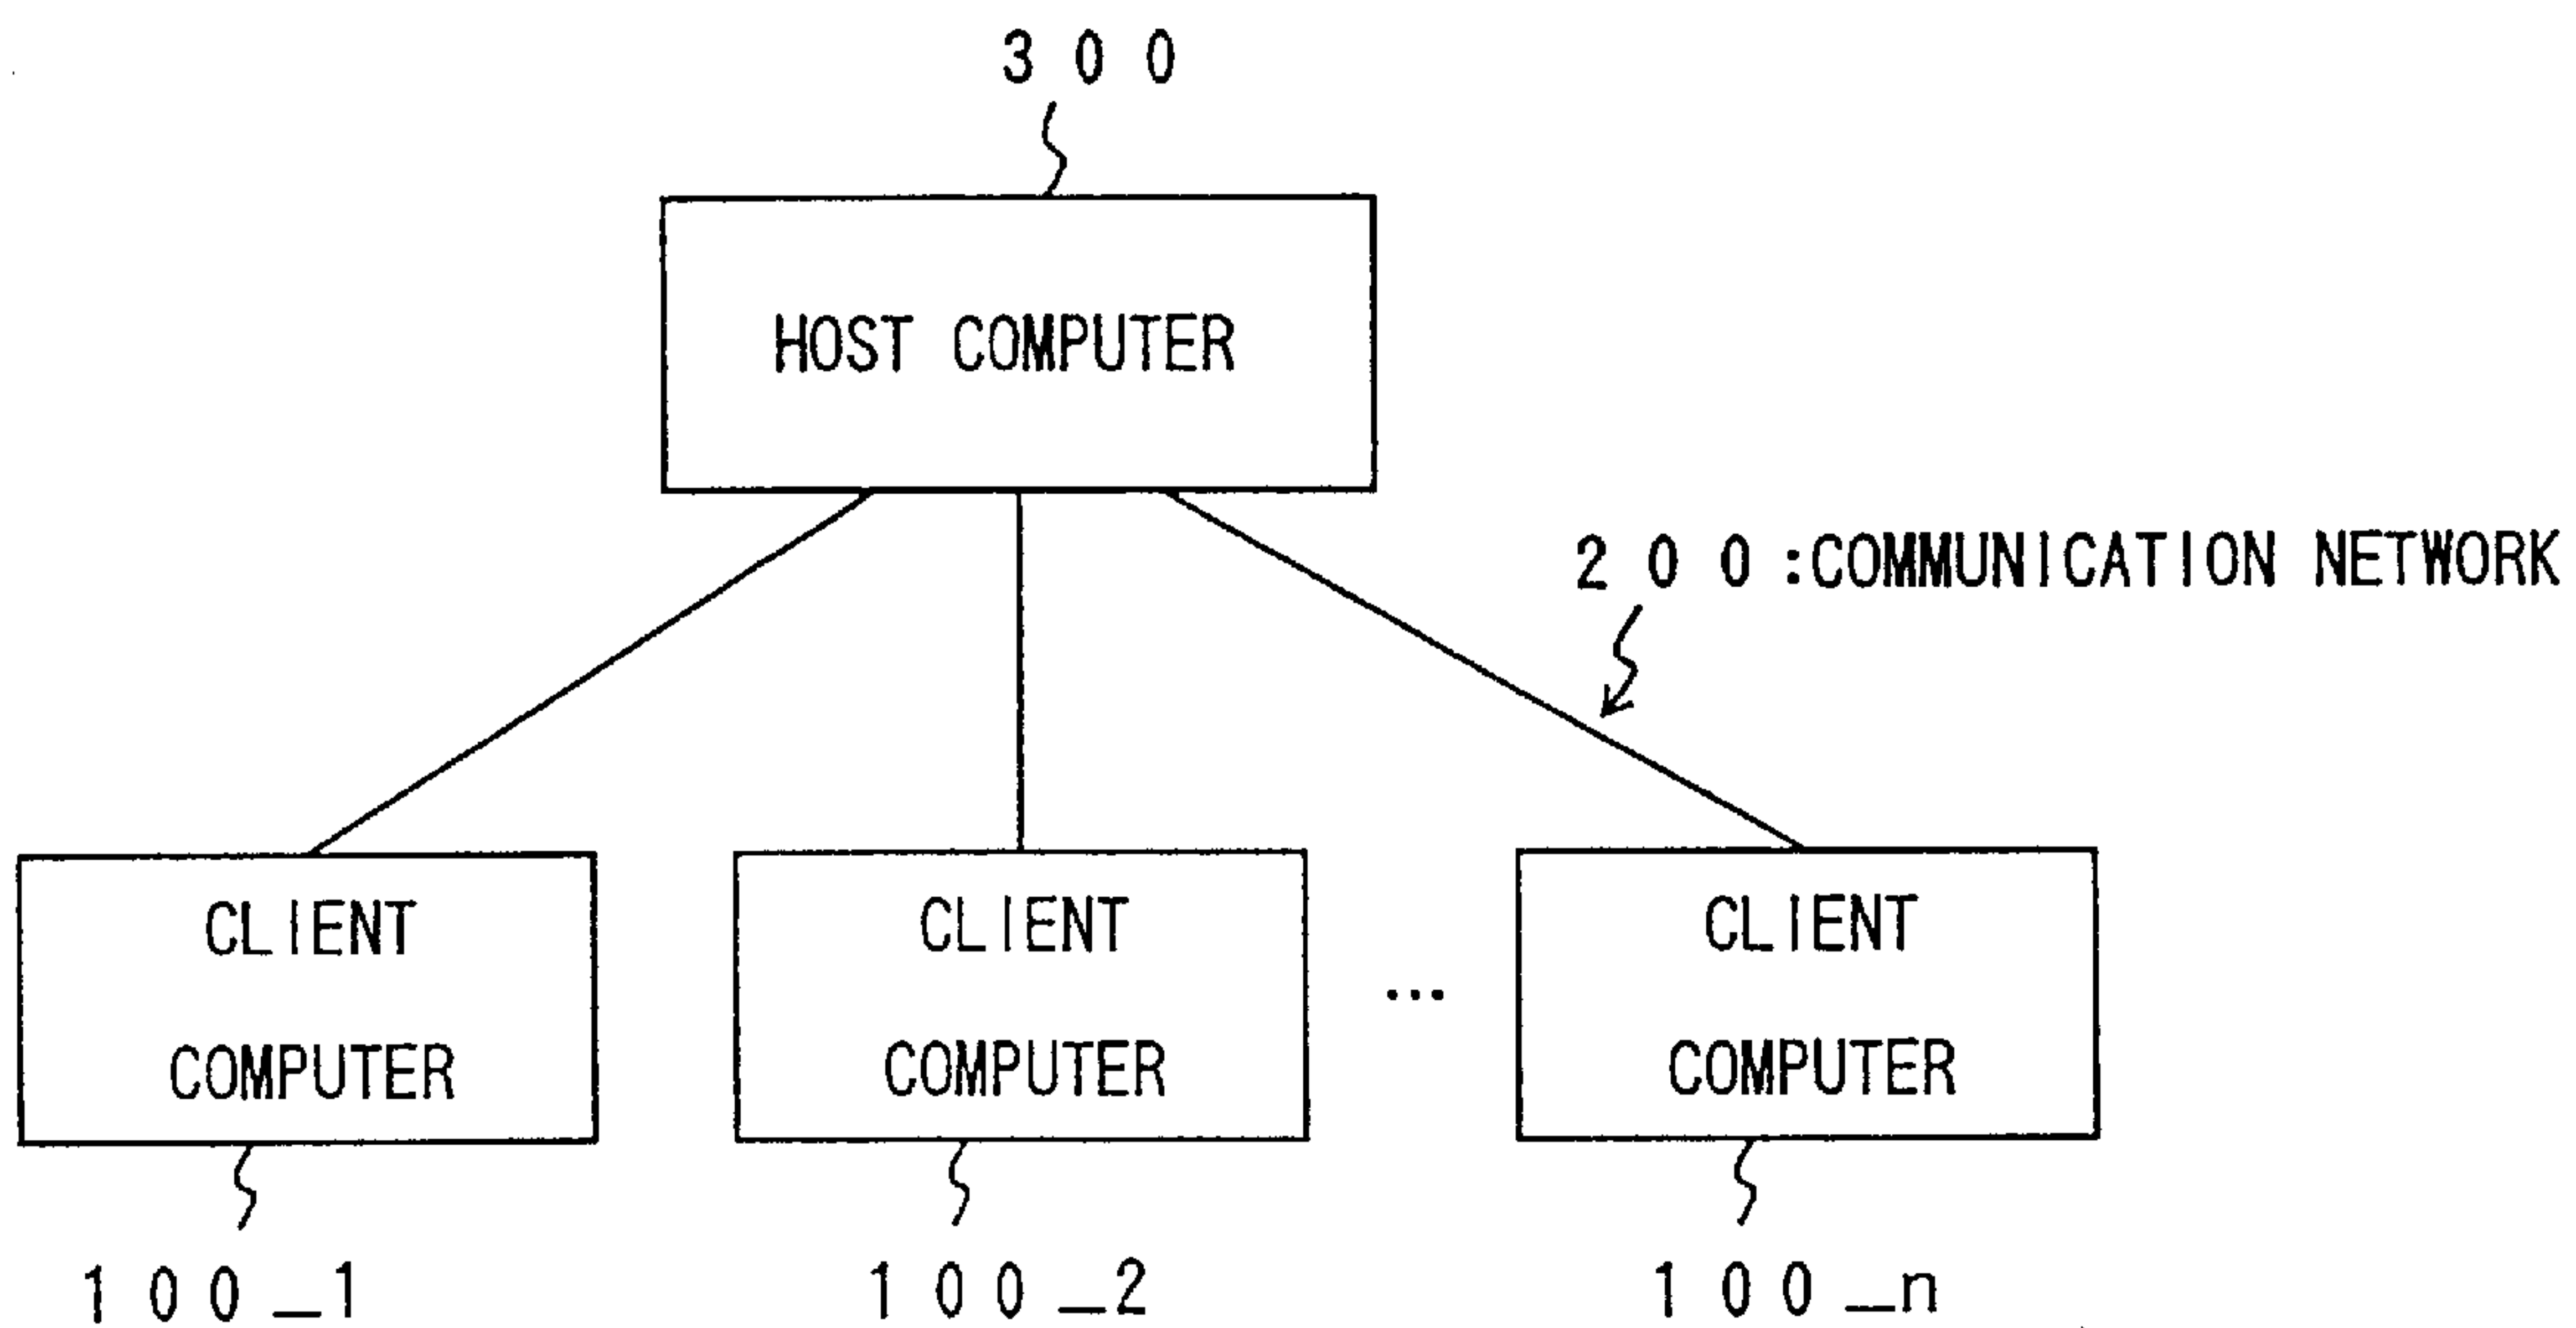 300
HOST COMPUTER
200:COMMUNICATION NETWORK
CLIENT
COMPUTER
CLIENT
COMPUTER
...
CLIENT
COMPUTER
100_1
100_2
100_n